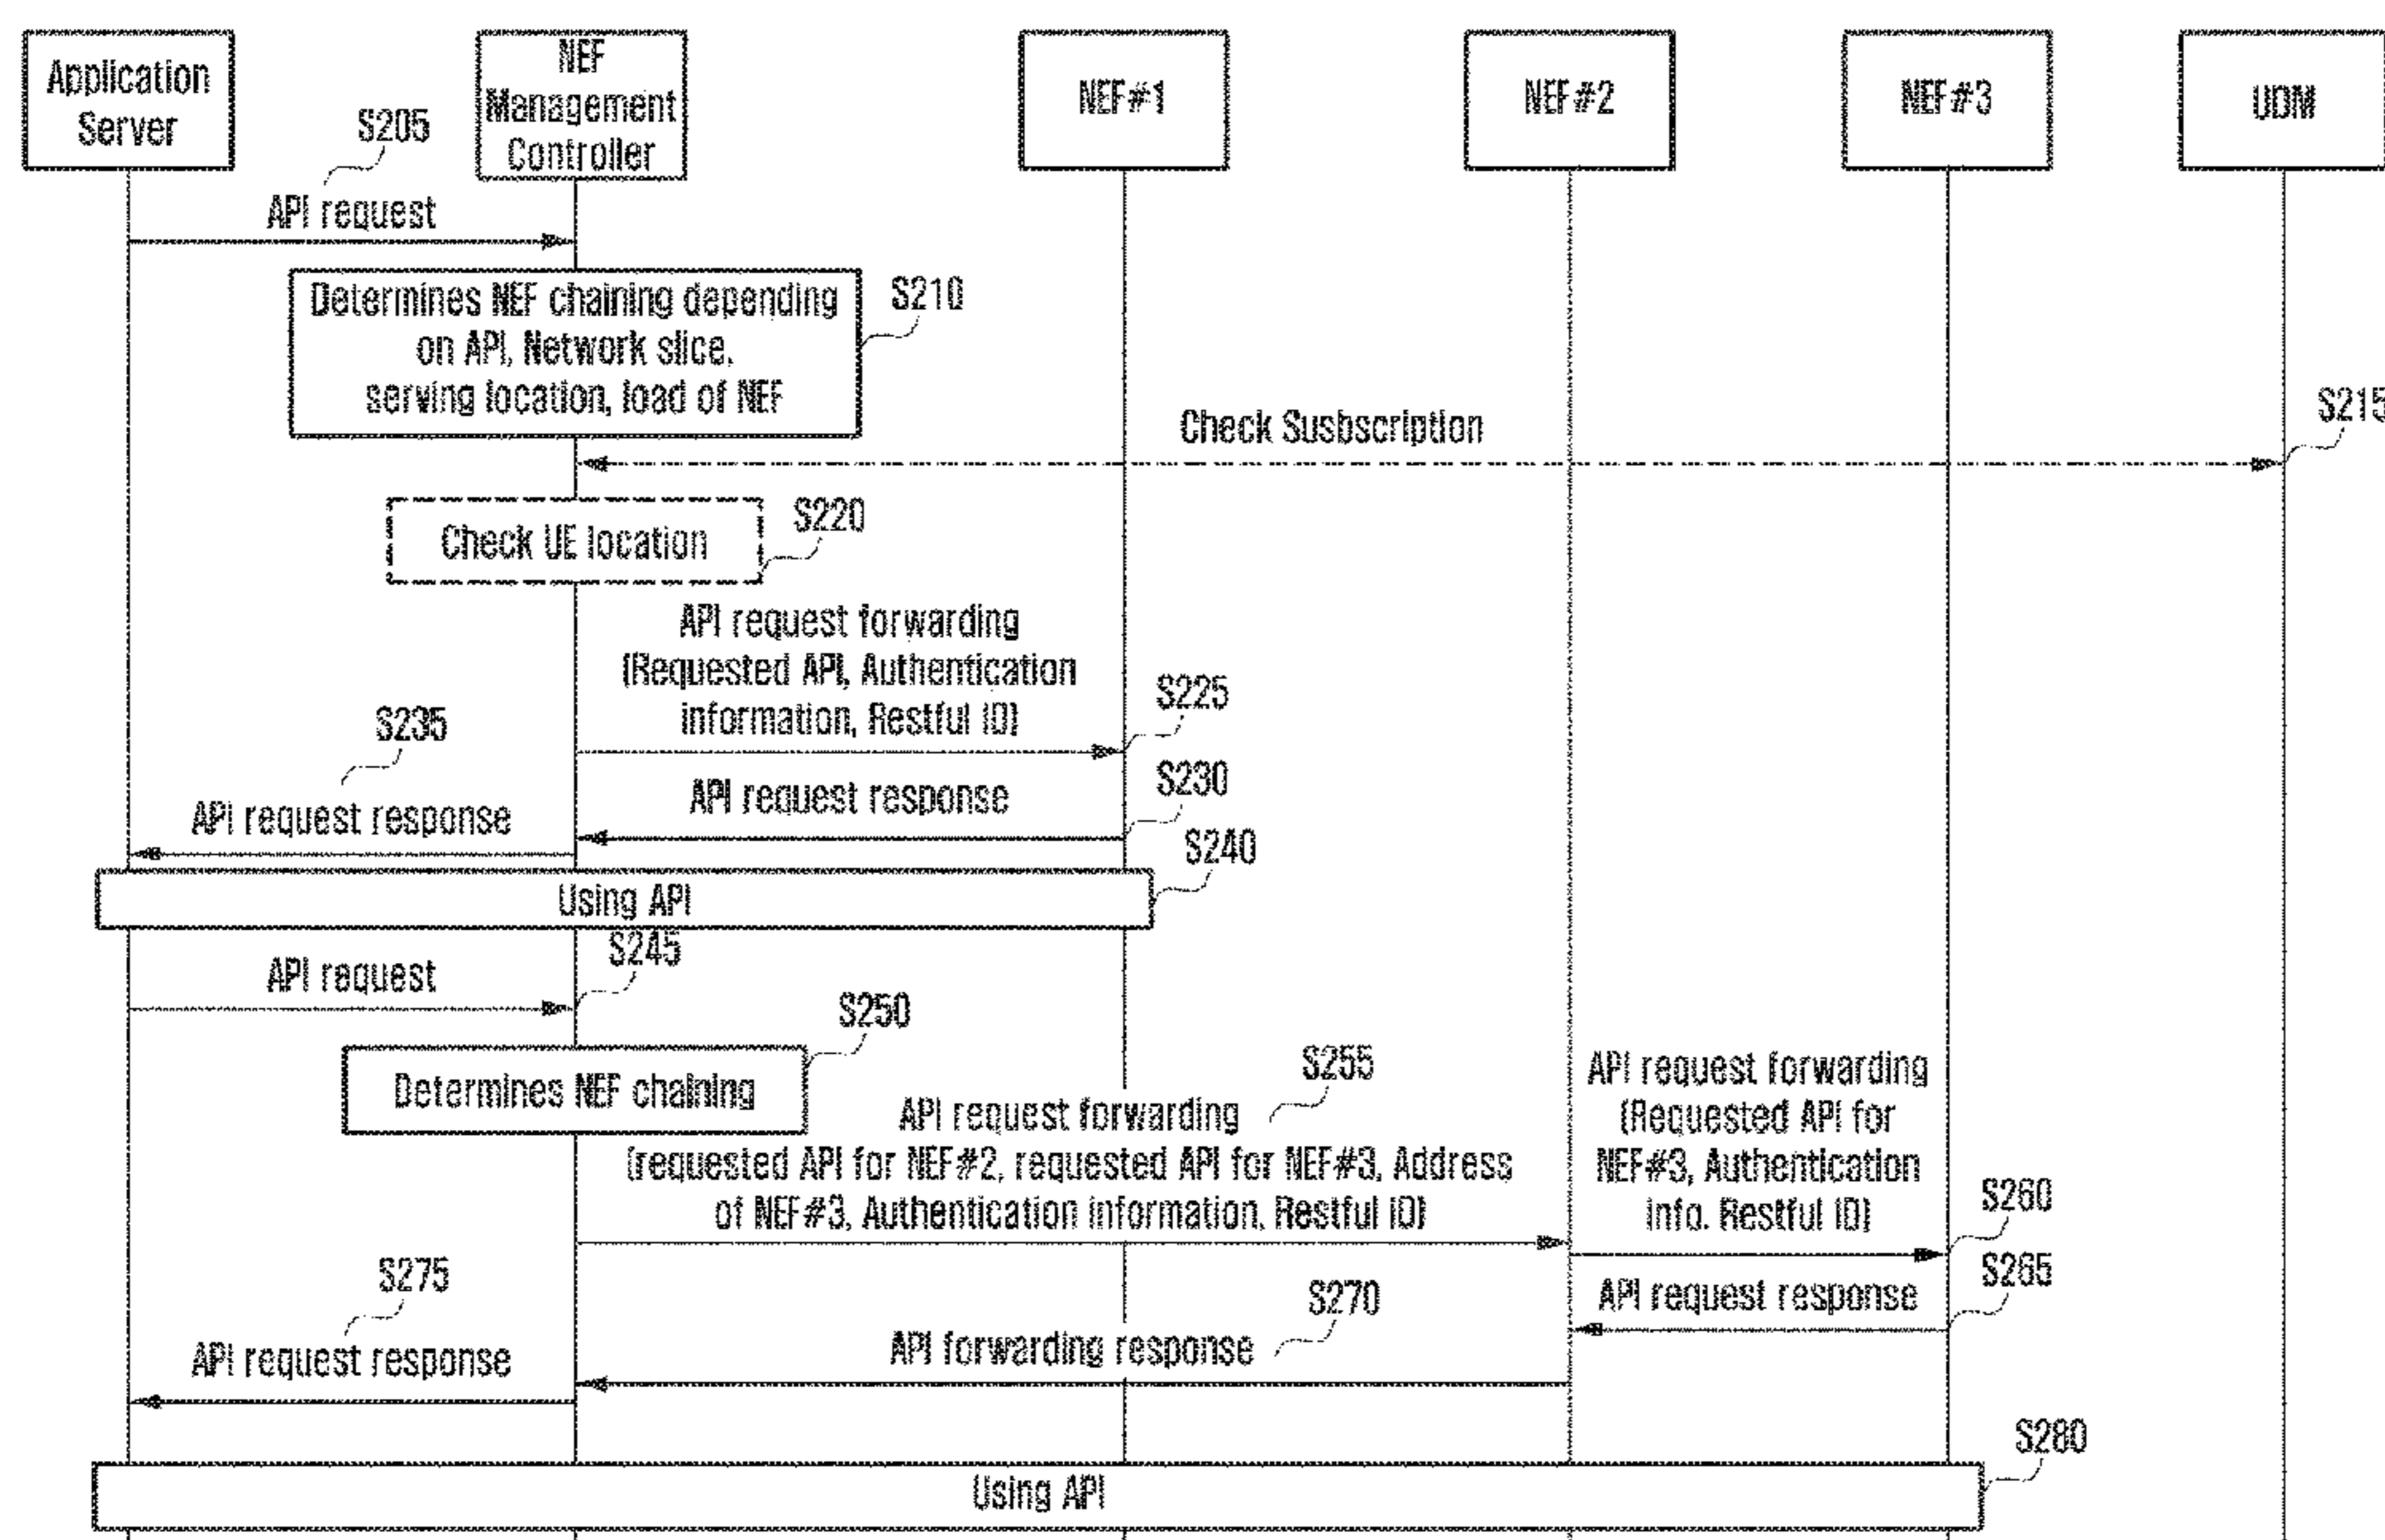 Application
Server
NEF
Management
Controller
NEF#1
NEF#2
NEF#3
UDM
S205
API request
Determines NEF chaining depending
on API, Network slice,
serving location, load of NEF
S210
Check Susbscription
S215
Check UE location
S220
API request forwarding
(Requested API, Authentication
information, Restful ID)
S225
S235
API request response
API request response
S230
S240
Using API
API request
S245
S250
Determines NEF chaining
S255
API request forwarding
(requested API for NEF#2, requested API for NEF#3, Address
of NEF#3, Authentication information, Restful ID)
API request forwarding
(Requested API for
NEF#3, Authentication
info. Restful ID)
S260
S265
API request response
S270
API forwarding response
S275
API request response
S280
Using API